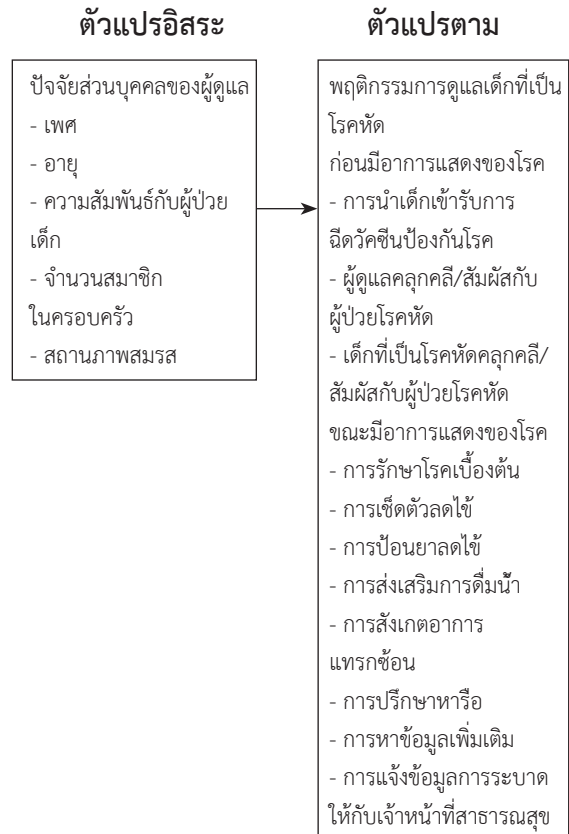 ตัวแปรอิสระ
ปัจจัยส่วนบุคคลของผู้ดูแล
- เพศ
- อายุ
- ความสัมพันธ์กับผู้ป่วย
เด็ก
- จำนวนสมาชิก
ในครอบครัว
- สถานภาพสมรส
ตัวแปรตาม
พฤติกรรมการดูแลเด็กที่เป็น
โรคหัด
ก่อนมีอาการแสดงของโรค
- การนำเด็กเข้ารับการ
ฉีดวัคซีนป้องกันโรค
- ผู้ดูแลคลุกคลี/สัมผัสกับ
ผู้ป่วยโรคหัด
- เด็กที่เป็นโรคหัดคลุกคลี/
สัมผัสกับผู้ป่วยโรคหัด
ขณะมีอาการแสดงของโรค
- การรักษาโรคเบื้องต้น
- การเช็ดตัวลดไข้
- การป้อนยาลดไข้
- การส่งเสริมการดื่มน้ำ
- การสังเกตอาการ
แทรกซ้อน
- การปรึกษาหารือ
- การหาข้อมูลเพิ่มเติม
- การแจ้งข้อมูลการระบาด
ให้กับเจ้าหน้าที่สาธารณสุข